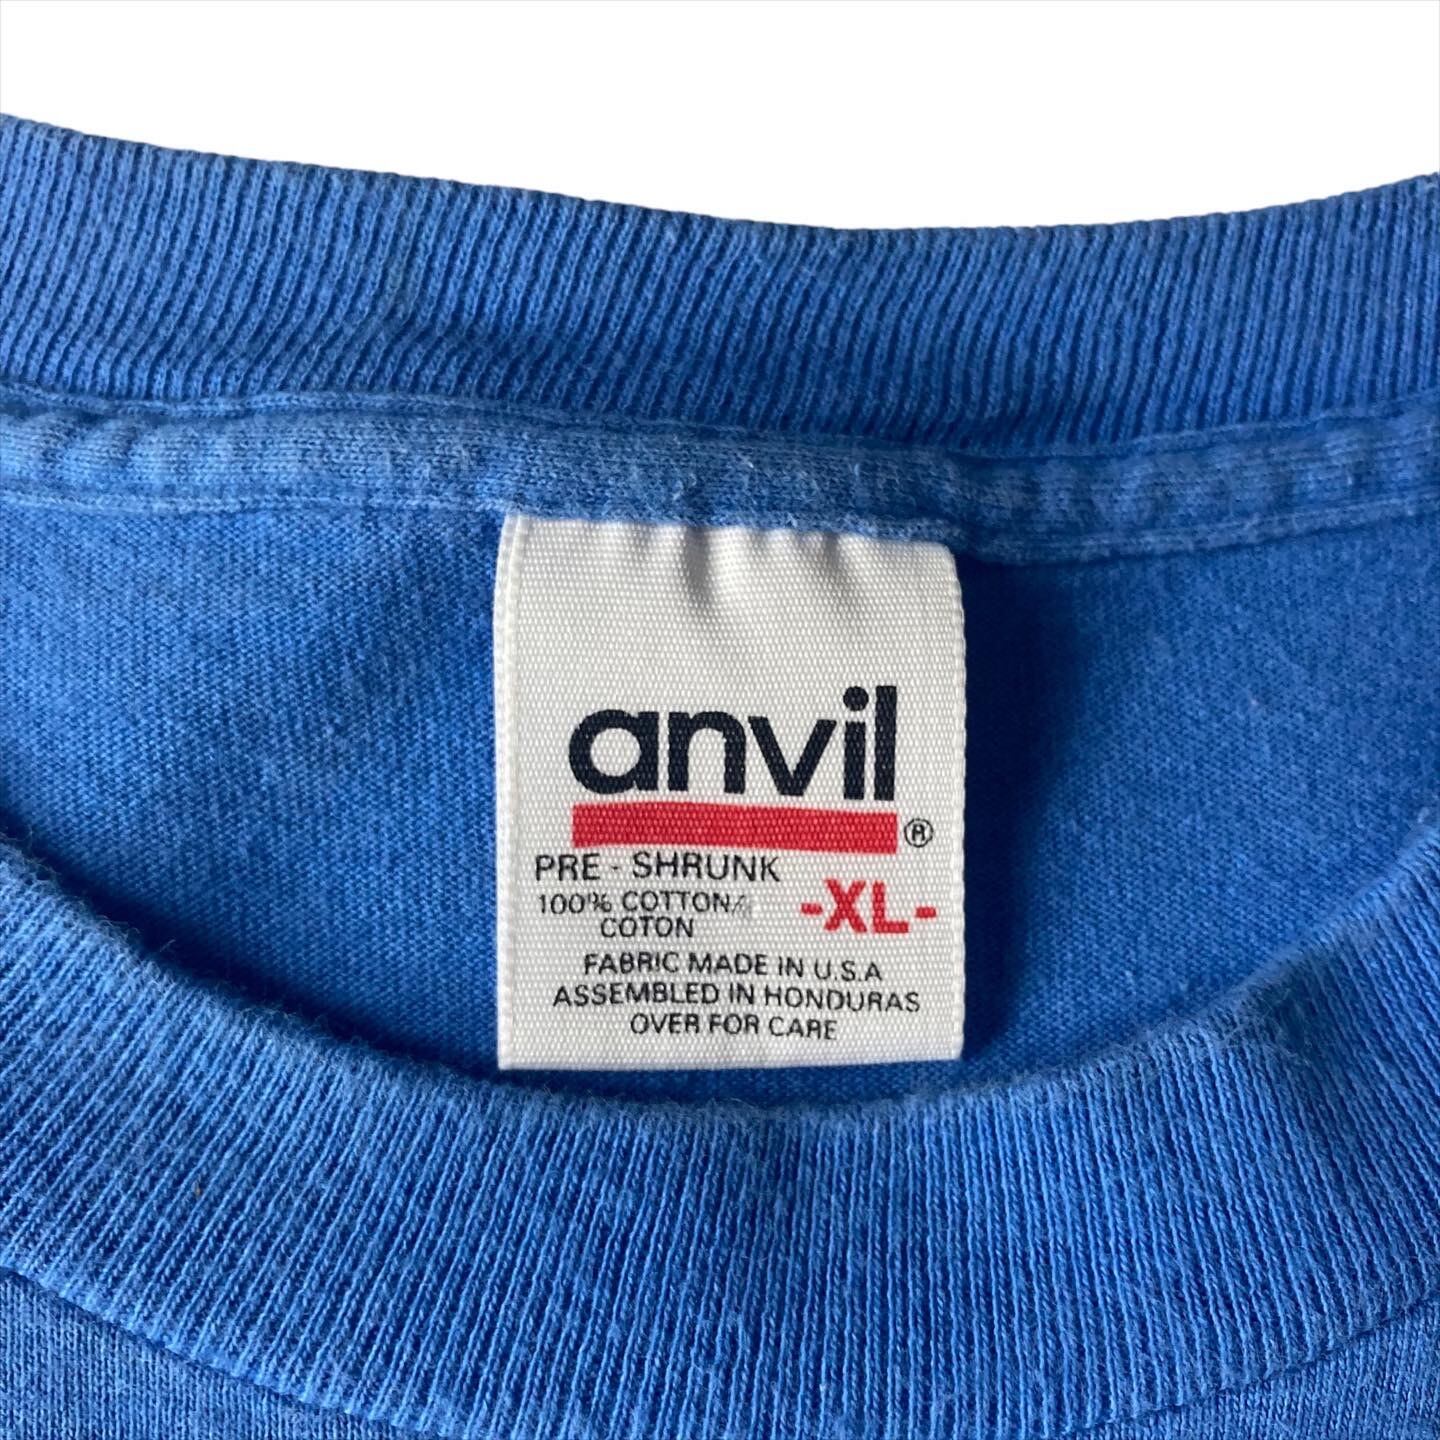 anvil
®
PRE - SHRUNK
100% COTTON/
COTON
-XL-
FABRIC MADE IN U.S.A
ASSEMBLED IN HONDURAS
OVER FOR CARE